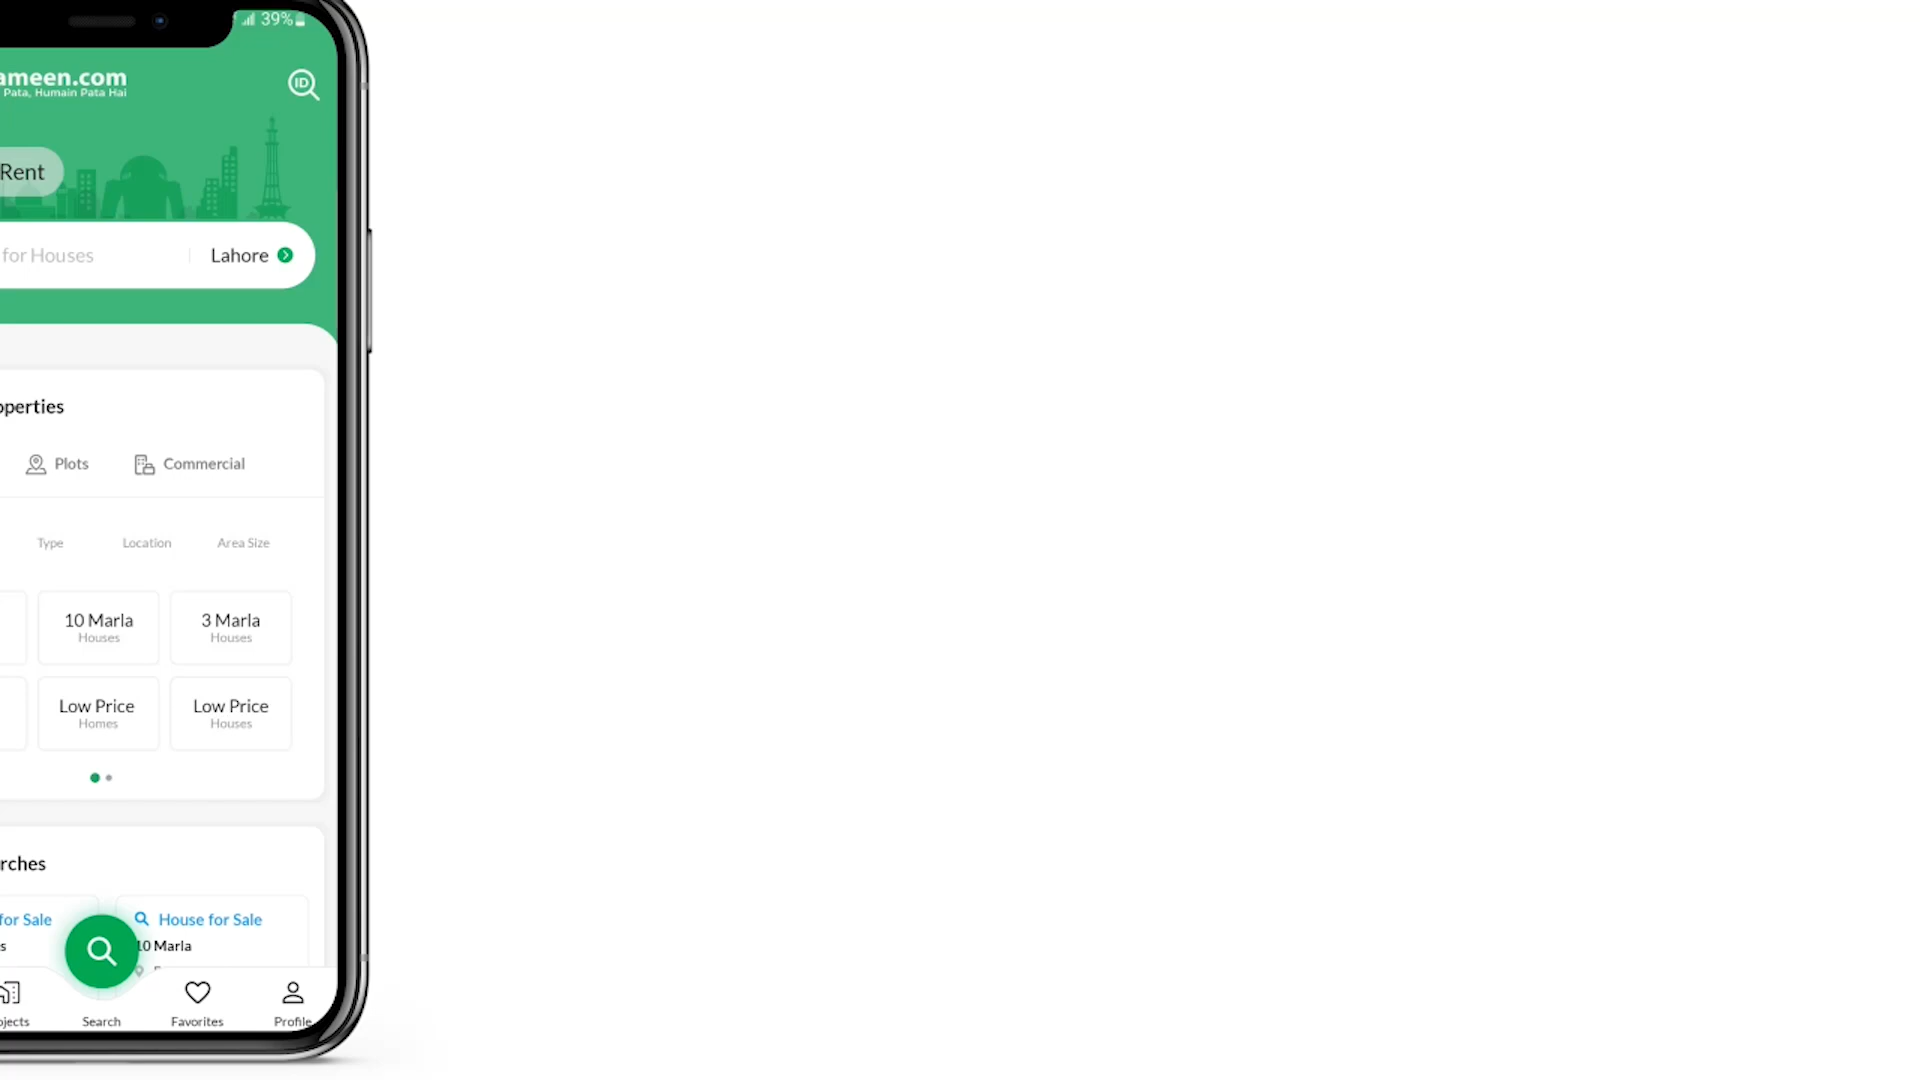 39%
ameen.com
Pata, Humain Pata Hai
ID
Rent
for Houses
Lahore
operties
Plots
Commercial
Type
Location
Area Size
10 Marla
Houses
3 Marla
Houses
Low Price
Homes
Low Price
Houses
rches
for Sale
House for Sale
s
10 Marla
ojects
Search
Favorites
Profile